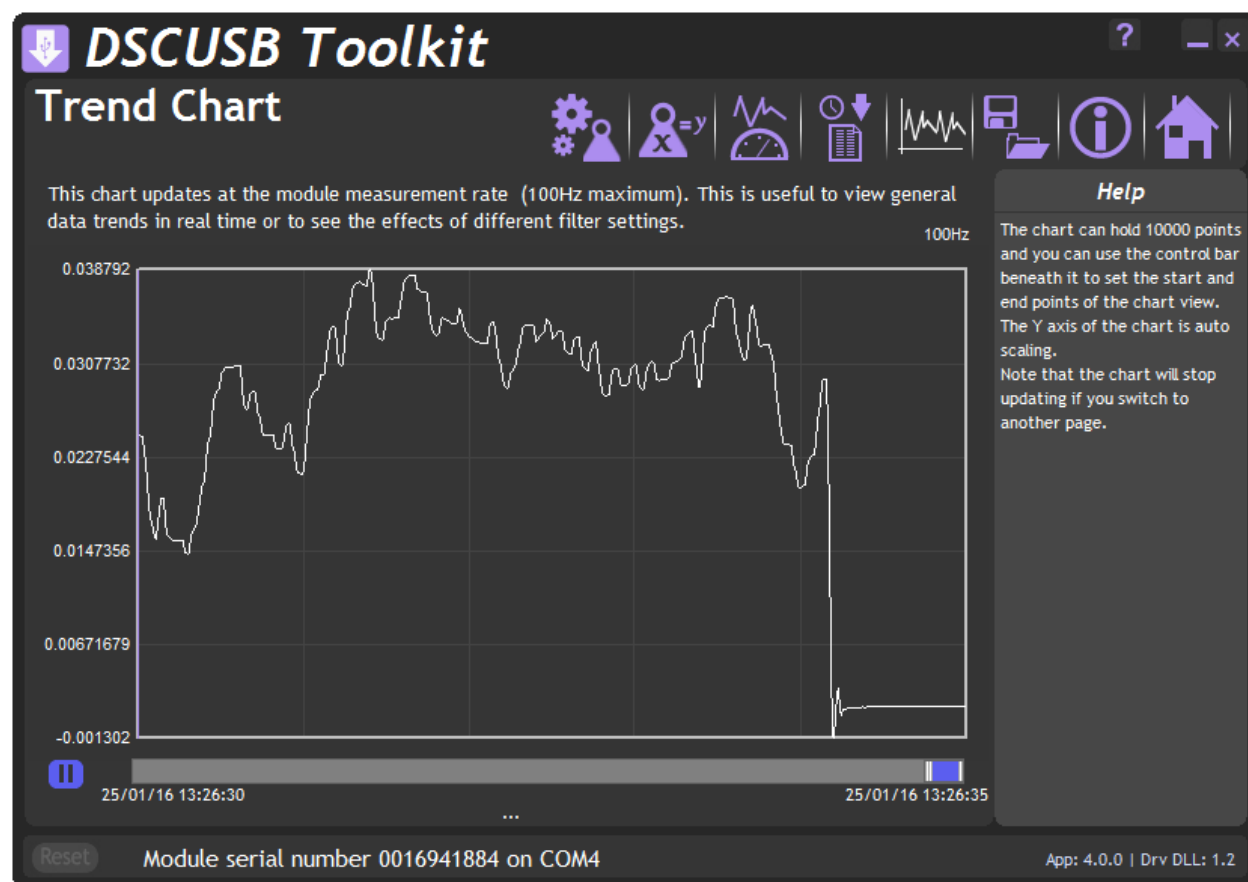 DSCUSB Toolkit
?
Trend Chart
x
=y
This chart updates at the module measurement rate (100Hz maximum). This is useful to view general
data trends in real time or to see the effects of different filter settings.
100Hz
0.038792
0.0307732
0.0227544
0.0147356
0.00671679
-0.001302
25/01/16 13:26:30
25/01/16 13:26:35
...
Help
The chart can hold 10000 points
and you can use the control bar
beneath it to set the start and
end points of the chart view.
The Y axis of the chart is auto
scaling.
Note that the chart will stop
updating if you switch to
another page.
Reset
Module serial number 0016941884 on COM4
App: 4.0.0 | Drv DLL: 1.2